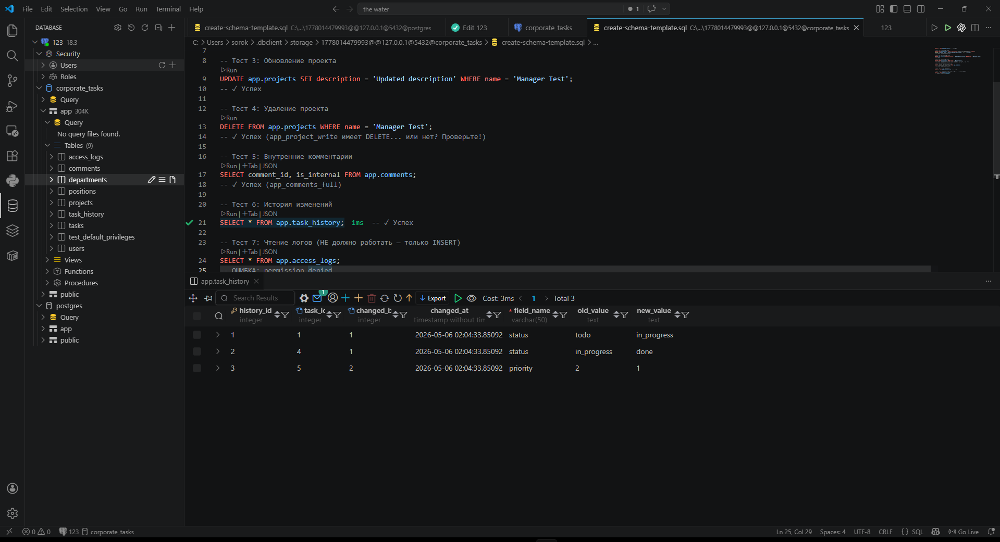 File Edit Selection View Go Run Terminal Help
the water
1
DATABASE
create-schema-template.sql C:\...\1778014479993@@127.0.0.1@5432@postgres
Edit 123
corporate_tasks
create-schema-template.sql C:\...\1778014479993@@127.0.0.1@5432@corporate_tasks
123
C: > Users > sorok > .dbclient > storage > 1778014479993@@127.0.0.1@5432@corporate_tasks > create-schema-template.sql > ...
123 18.3
Security
Users
Roles
corporate_tasks
Query
app 304K
Query
No query files found.
Tables (9)
access_logs
comments
departments
positions
projects
task_history
tasks
test_default_privileges
users
Views
Functions
Procedures
public
postgres
Query
app
public
7
8 -- Тест 3: Обновление проекта
Run
9 UPDATE app.projects SET description = 'Updated description' WHERE name = 'Manager Test';
10 -- ✓ Успех
11
12 -- Тест 4: Удаление проекта
Run
13 DELETE FROM app.projects WHERE name = 'Manager Test';
14 -- ✓ Успех (app_project_write имеет DELETE... или нет? Проверьте!)
15
16 -- Тест 5: Внутренние комментарии
Run | +Tab | JSON
17 SELECT comment_id, is_internal FROM app.comments;
18 -- ✓ Успех (app_comments_full)
19
20 -- Тест 6: История изменений
Run | +Tab | JSON
21 SELECT * FROM app.task_history; 1ms -- ✓ Успех
22
23 -- Тест 7: Чтение логов (НЕ должно работать — только INSERT)
Run | +Tab | JSON
24 SELECT * FROM app.access_logs;
25 -- ОШИБКА: permission denied
app.task_history
Search Results
1
Export
Cost: 3ms < 1 > Total 3
history_id task_id changed_b changed_at * field_name old_value new_value
integer integer integer timestamp without tim varchar(50) text text
1 1 1 2026-05-06 02:04:33.85092 status todo in_progress
2 4 1 2026-05-06 02:04:33.85092 status in_progress done
3 5 2 2026-05-06 02:04:33.85092 priority 2 1
0 0 123 corporate_tasks
Ln 25, Col 29 Spaces: 4 UTF-8 CRLF { } SQL Go Live